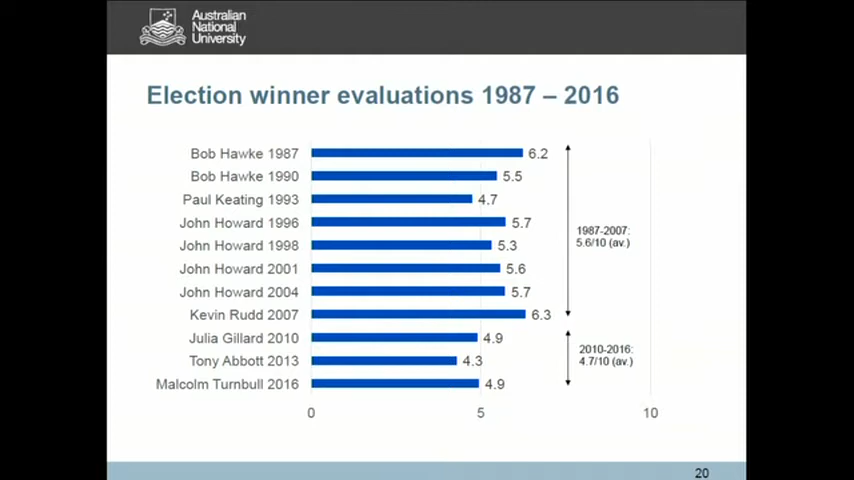 Australian
National
University
Election winner evaluations 1987 – 2016
Bob Hawke 1987 6.2
Bob Hawke 1990 5.5
Paul Keating 1993 4.7
John Howard 1996 5.7
John Howard 1998 5.3
John Howard 2001 5.6
John Howard 2004 5.7
Kevin Rudd 2007 6.3
Julia Gillard 2010 4.9
Tony Abbott 2013 4.3
Malcolm Turnbull 2016 4.9
1987-2007:
5.6/10 (av.)
2010-2016:
4.7/10 (av.)
0 5 10
20